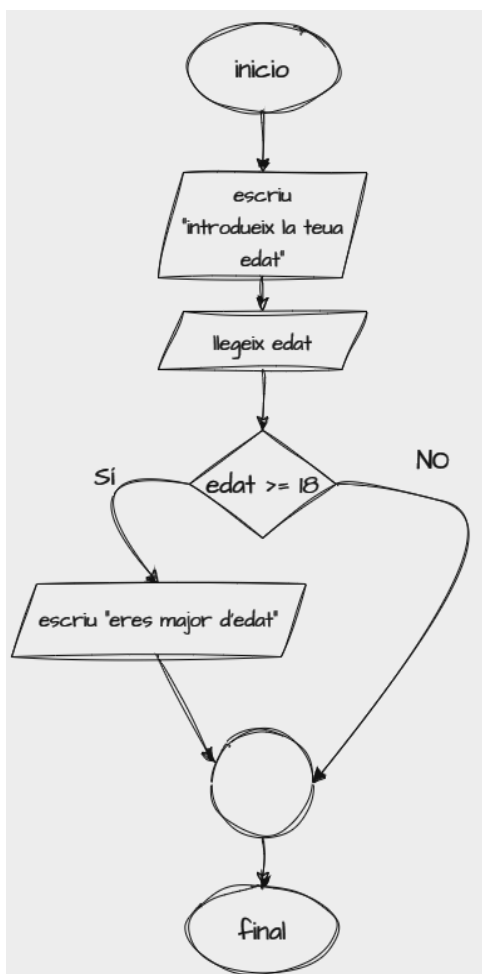 inicio
escriu
"introdueix la teua
edat"
llegeix edat
edat >= 18
SÍ
NO
escriu "eres major d'edat"
final